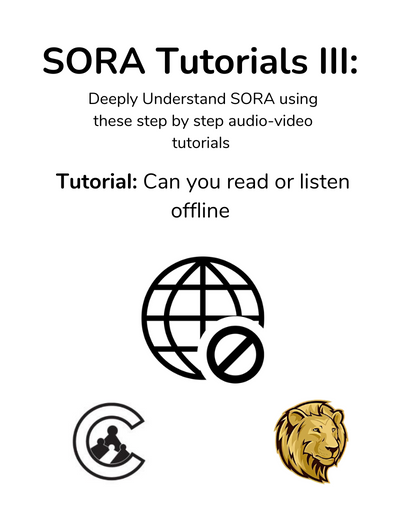 SORA Tutorials III:
Deeply Understand SORA using
these step by step audio-video
tutorials
Tutorial: Can you read or listen
offline